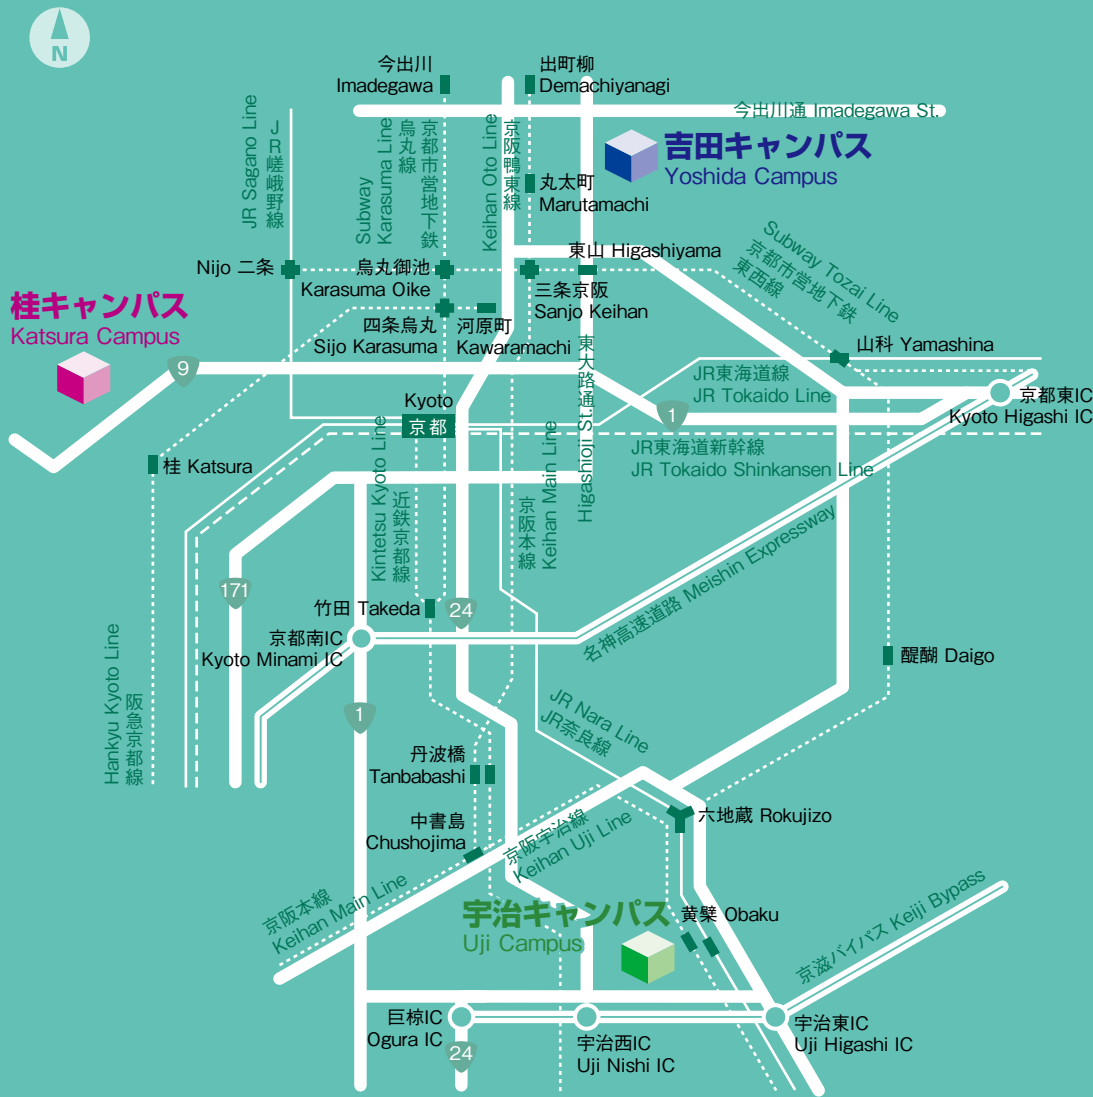 N
今出川
Imadegawa
出町柳
Demachiyanagi
今出川通 Imadegawa St.
JR Sagano Line
JR嵯峨野線
Subway
Karasuma Line
烏丸線
京都市営地下鉄
Keihan Oto Line
京阪鴨東線
吉田キャンパス
Yoshida Campus
丸太町
Marutamachi
東山 Higashiyama
Subway Tozai Line
京都市営地下鉄
東西線
Nijo 二条
烏丸御池
Karasuma Oike
三条京阪
Sanjo Keihan
桂キャンパス
Katsura Campus
四条烏丸
Sijo Karasuma
河原町
Kawaramachi
東大路通
Higashioji St.
山科 Yamashina
9
JR東海道線
JR Tokaido Line
京都東IC
Kyoto Higashi IC
Kyoto
京都
1
JR東海道新幹線
JR Tokaido Shinkansen Line
桂 Katsura
Kintetsu Kyoto Line
近鉄京都線
京阪本線
Keihan Main Line
名神高速道路 Meishin Expressway
171
竹田 Takeda
24
京都南IC
Kyoto Minami IC
醍醐 Daigo
Hankyu Kyoto Line
阪急京都線
1
JR Nara Line
JR奈良線
丹波橋
Tanbabashi
中書島
Chushojima
京阪宇治線
Keihan Uji Line
六地蔵 Rokujizo
京阪本線
Keihan Main Line
宇治キャンパス
Uji Campus
黄檗 Obaku
京滋バイパス Keiji Bypass
巨椋IC
Ogura IC
24
宇治西IC
Uji Nishi IC
宇治東IC
Uji Higashi IC